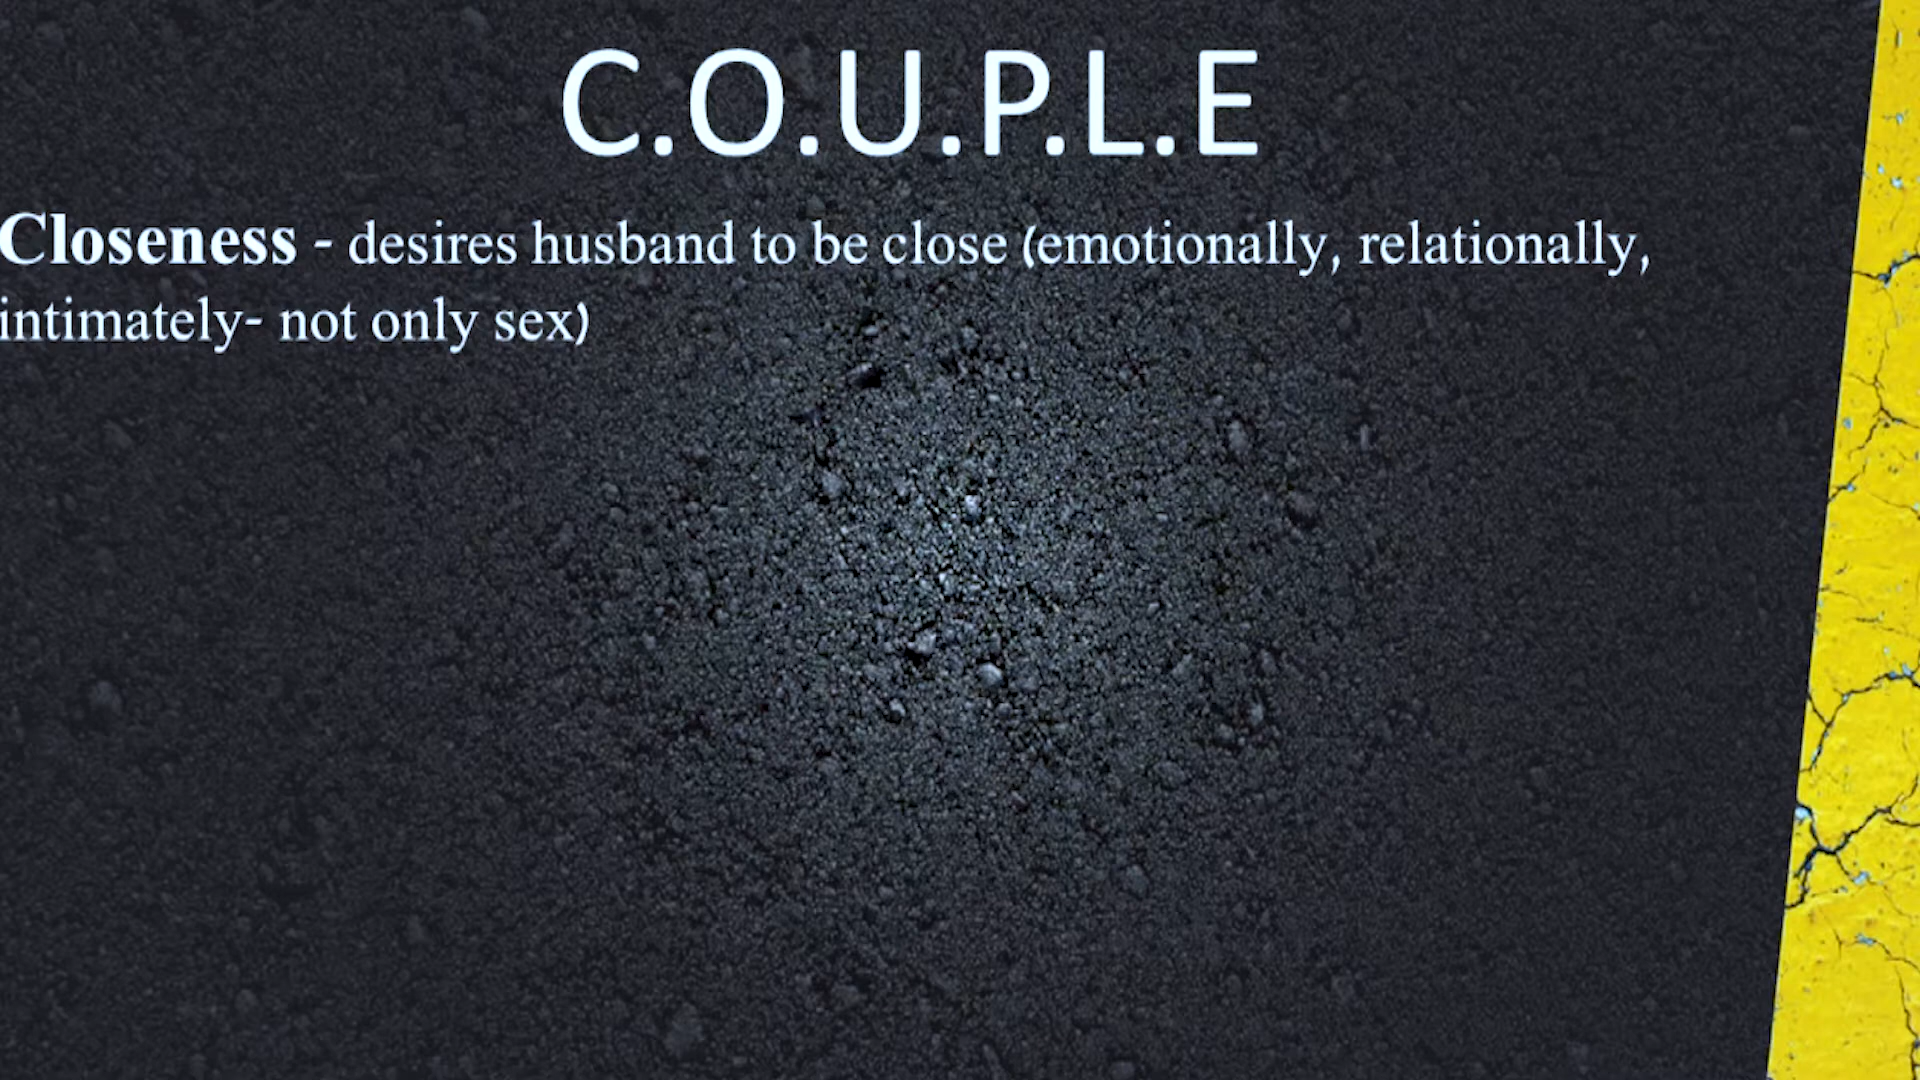 C.O.U.P.L.E
Closeness - desires husband to be close (emotionally, relationally,
intimately- not only sex)